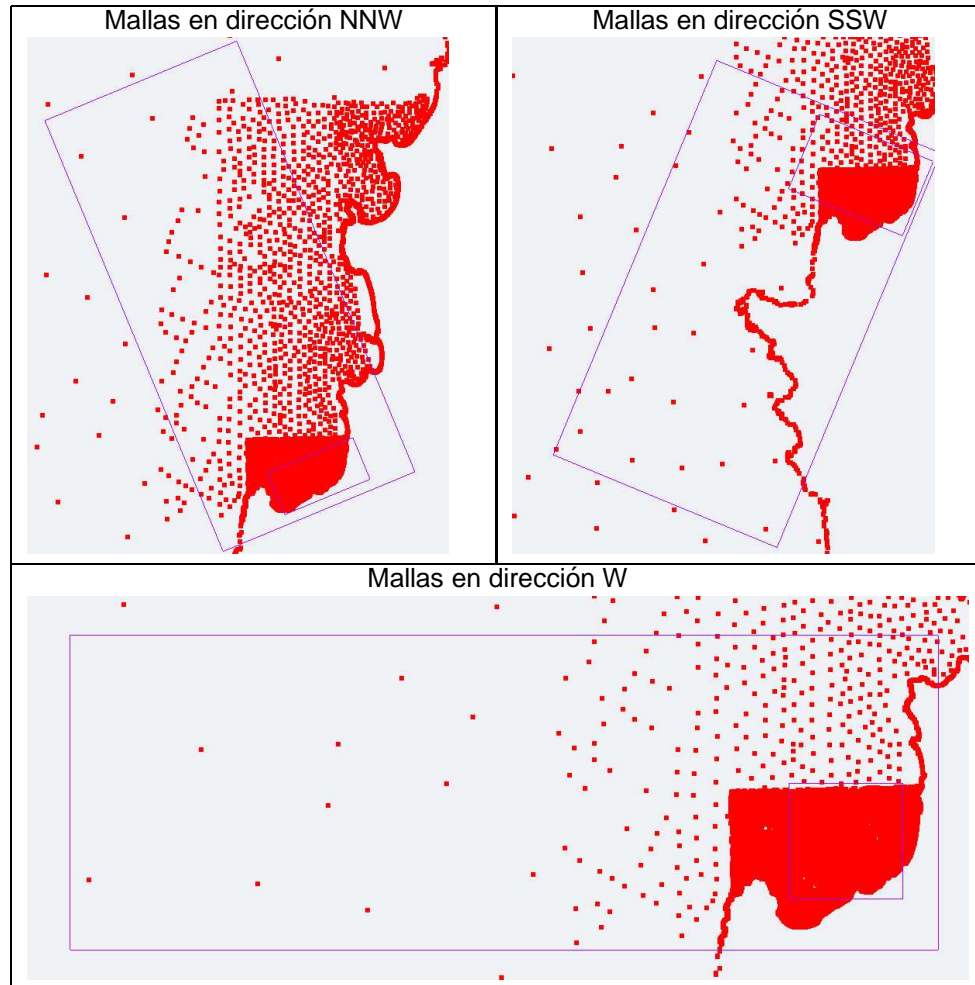 Mallas en dirección NNW
Mallas en dirección SSW
Mallas en dirección W